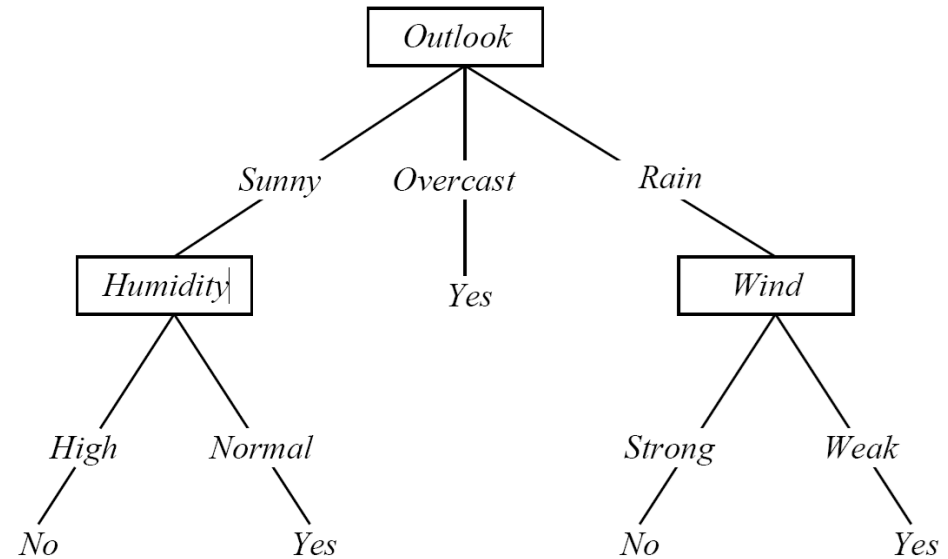 Outlook
Sunny Overcast Rain
Humidity Yes Wind
High Normal Strong Weak
No Yes No Yes